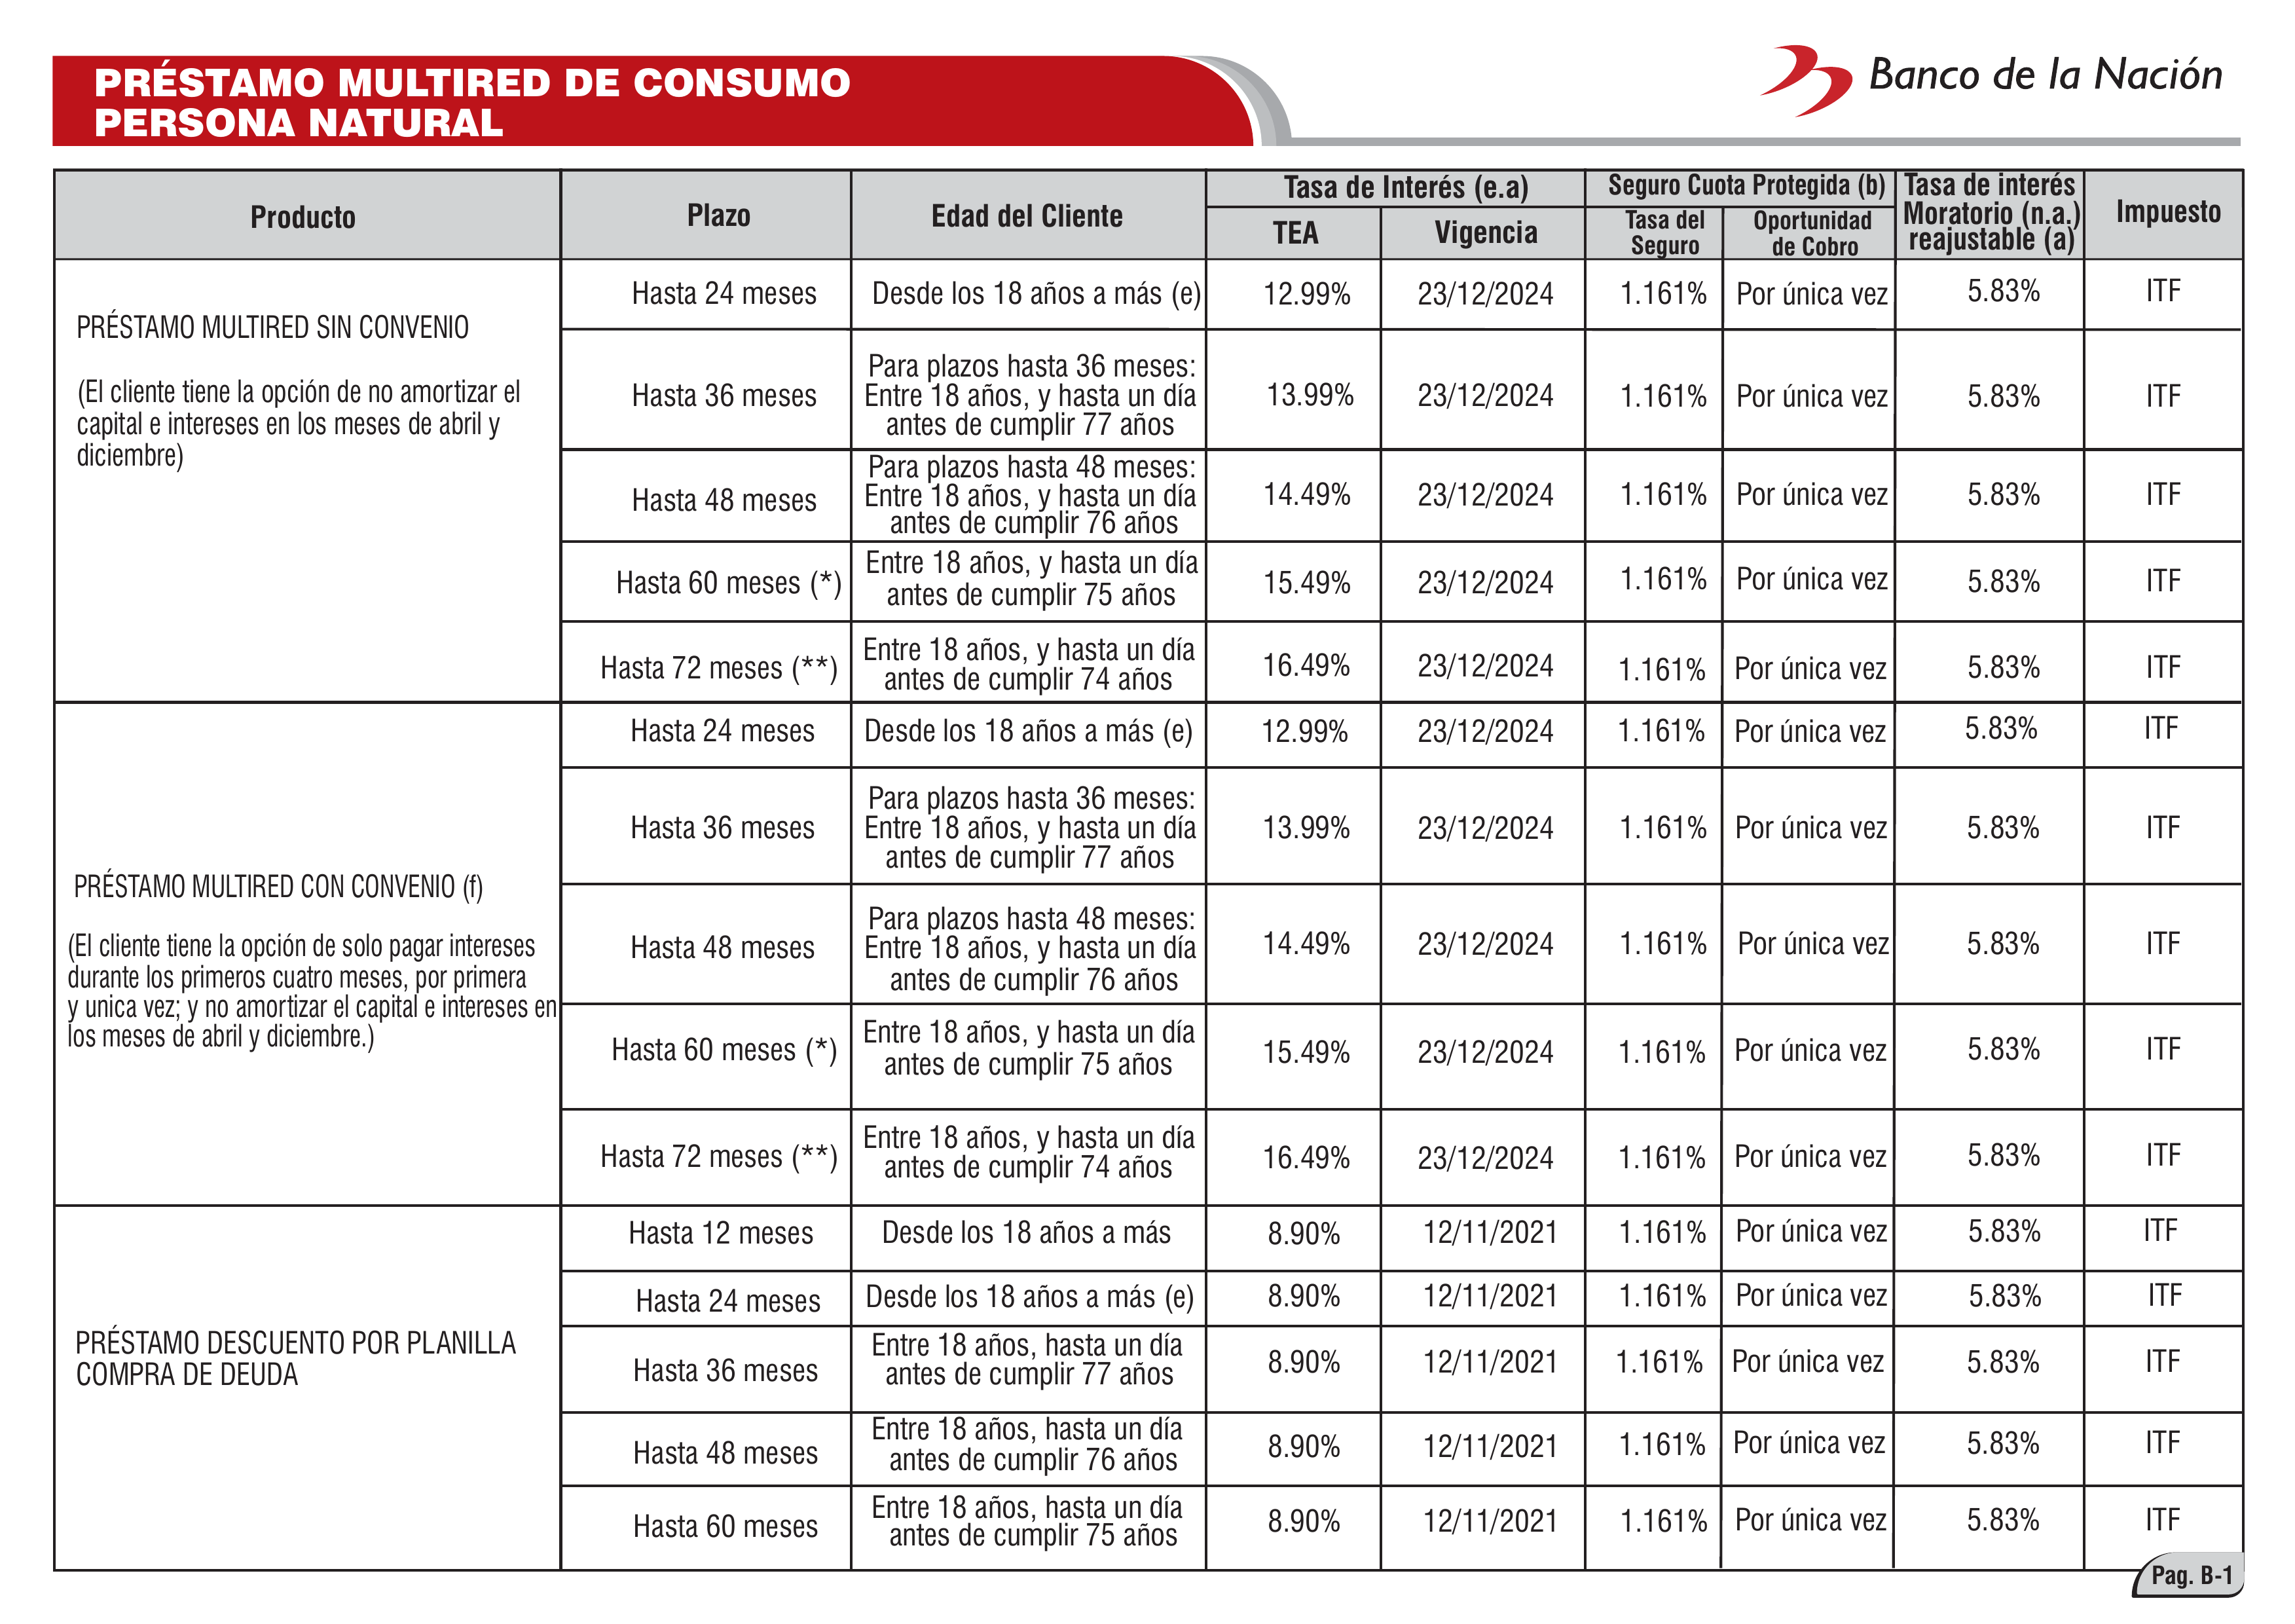 PRÉSTAMO MULTIRED DE CONSUMO
PERSONA NATURAL
Banco de la Nación
Producto
Plazo
Edad del Cliente
Tasa de Interés (e.a)
TEA
Vigencia
Seguro Cuota Protegida (b)
Tasa del
Seguro
Oportunidad
de Cobro
Tasa de interés
Moratorio (n.a.)
reajustable (a)
Impuesto
PRÉSTAMO MULTIRED SIN CONVENIO
(El cliente tiene la opción de no amortizar el
capital e intereses en los meses de abril y
diciembre)
Hasta 24 meses
Desde los 18 años a más (e)
12.99%
23/12/2024
1.161%
Por única vez
5.83%
ITF
Hasta 36 meses
Para plazos hasta 36 meses:
Entre 18 años, y hasta un día
antes de cumplir 77 años
13.99%
23/12/2024
1.161%
Por única vez
5.83%
ITF
Hasta 48 meses
Para plazos hasta 48 meses:
Entre 18 años, y hasta un día
antes de cumplir 76 años
14.49%
23/12/2024
1.161%
Por única vez
5.83%
ITF
Hasta 60 meses (*)
Entre 18 años, y hasta un día
antes de cumplir 75 años
15.49%
23/12/2024
1.161%
Por única vez
5.83%
ITF
Hasta 72 meses (**)
Entre 18 años, y hasta un día
antes de cumplir 74 años
16.49%
23/12/2024
1.161%
Por única vez
5.83%
ITF
PRÉSTAMO MULTIRED CON CONVENIO (f)
(El cliente tiene la opción de solo pagar intereses
durante los primeros cuatro meses, por primera
y unica vez; y no amortizar el capital e intereses en
los meses de abril y diciembre.)
Hasta 24 meses
Desde los 18 años a más (e)
12.99%
23/12/2024
1.161%
Por única vez
5.83%
ITF
Hasta 36 meses
Para plazos hasta 36 meses:
Entre 18 años, y hasta un día
antes de cumplir 77 años
13.99%
23/12/2024
1.161%
Por única vez
5.83%
ITF
Hasta 48 meses
Para plazos hasta 48 meses:
Entre 18 años, y hasta un día
antes de cumplir 76 años
14.49%
23/12/2024
1.161%
Por única vez
5.83%
ITF
Hasta 60 meses (*)
Entre 18 años, y hasta un día
antes de cumplir 75 años
15.49%
23/12/2024
1.161%
Por única vez
5.83%
ITF
Hasta 72 meses (**)
Entre 18 años, y hasta un día
antes de cumplir 74 años
16.49%
23/12/2024
1.161%
Por única vez
5.83%
ITF
PRÉSTAMO DESCUENTO POR PLANILLA
COMPRA DE DEUDA
Hasta 12 meses
Desde los 18 años a más
8.90%
12/11/2021
1.161%
Por única vez
5.83%
ITF
Hasta 24 meses
Desde los 18 años a más (e)
8.90%
12/11/2021
1.161%
Por única vez
5.83%
ITF
Hasta 36 meses
Entre 18 años, hasta un día
antes de cumplir 77 años
8.90%
12/11/2021
1.161%
Por única vez
5.83%
ITF
Hasta 48 meses
Entre 18 años, hasta un día
antes de cumplir 76 años
8.90%
12/11/2021
1.161%
Por única vez
5.83%
ITF
Hasta 60 meses
Entre 18 años, hasta un día
antes de cumplir 75 años
8.90%
12/11/2021
1.161%
Por única vez
5.83%
ITF
Pag. B-1